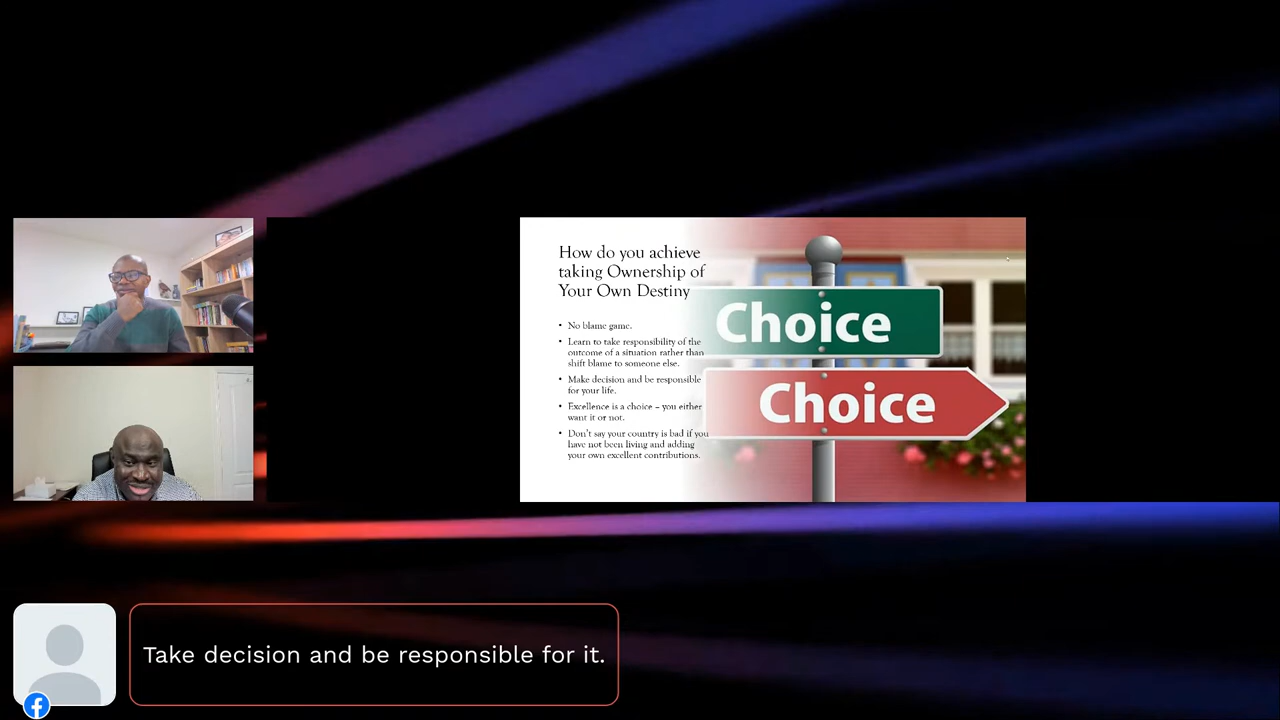 How do you achieve
taking Ownership of
Your Own Destiny
• No blame game.
• Learn to take responsibility of the
outcome of a situation rather than
shift blame to someone else.
• Make decision and be responsible
for your life.
• Excellence is a choice – you either
want it or not.
• Don't say your country is bad if you
have not been living and adding
your own excellent contributions.
Choice
Choice
Take decision and be responsible for it.